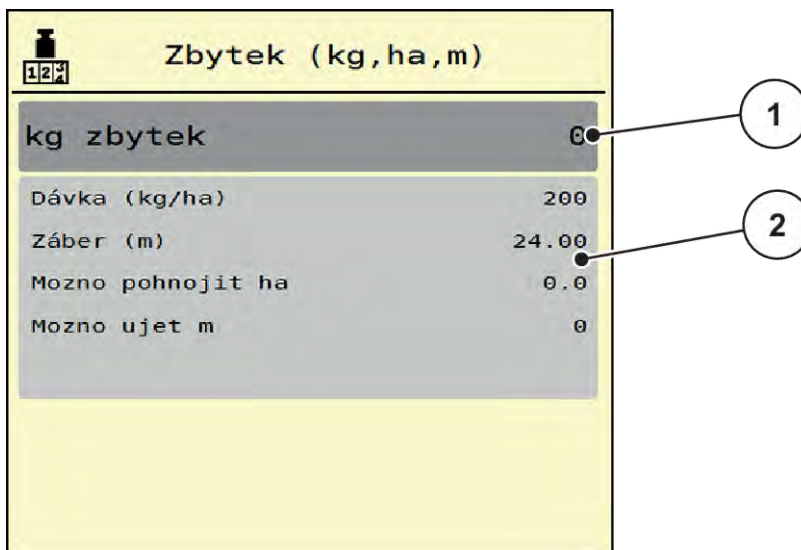 123
Zbytek (kg,ha,m)
kg zbytek 0
1
Dávka (kg/ha) 200
Záber (m) 24.00
2
Mozno pohnojit ha 0.0
Mozno ujet m 0